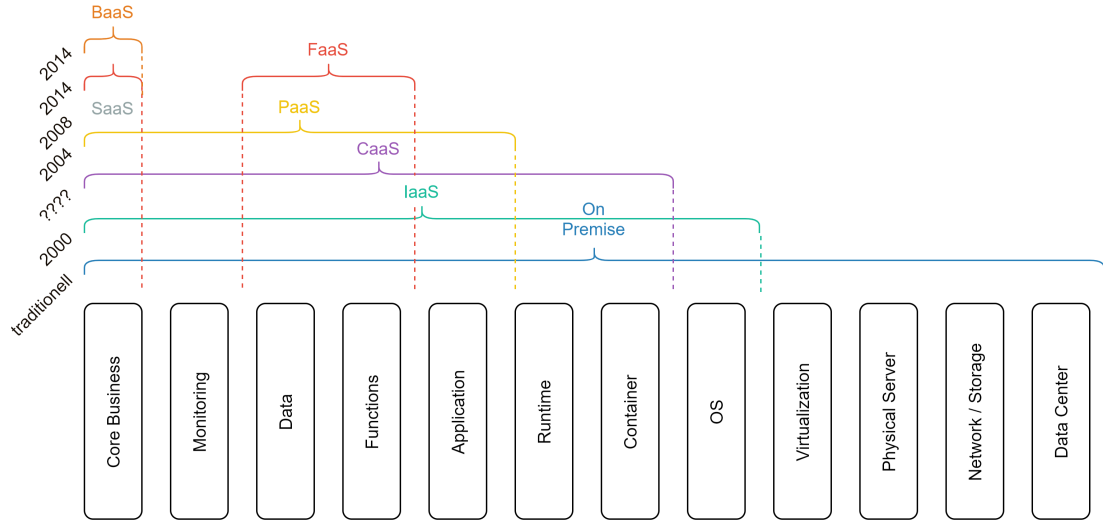 BaaS
2014
FaaS
2014
SaaS
PaaS
2008
2004
CaaS
????
IaaS
On
Premise
2000
traditionell
Core Business
Monitoring
Data
Functions
Application
Runtime
Container
OS
Virtualization
Physical Server
Network / Storage
Data Center